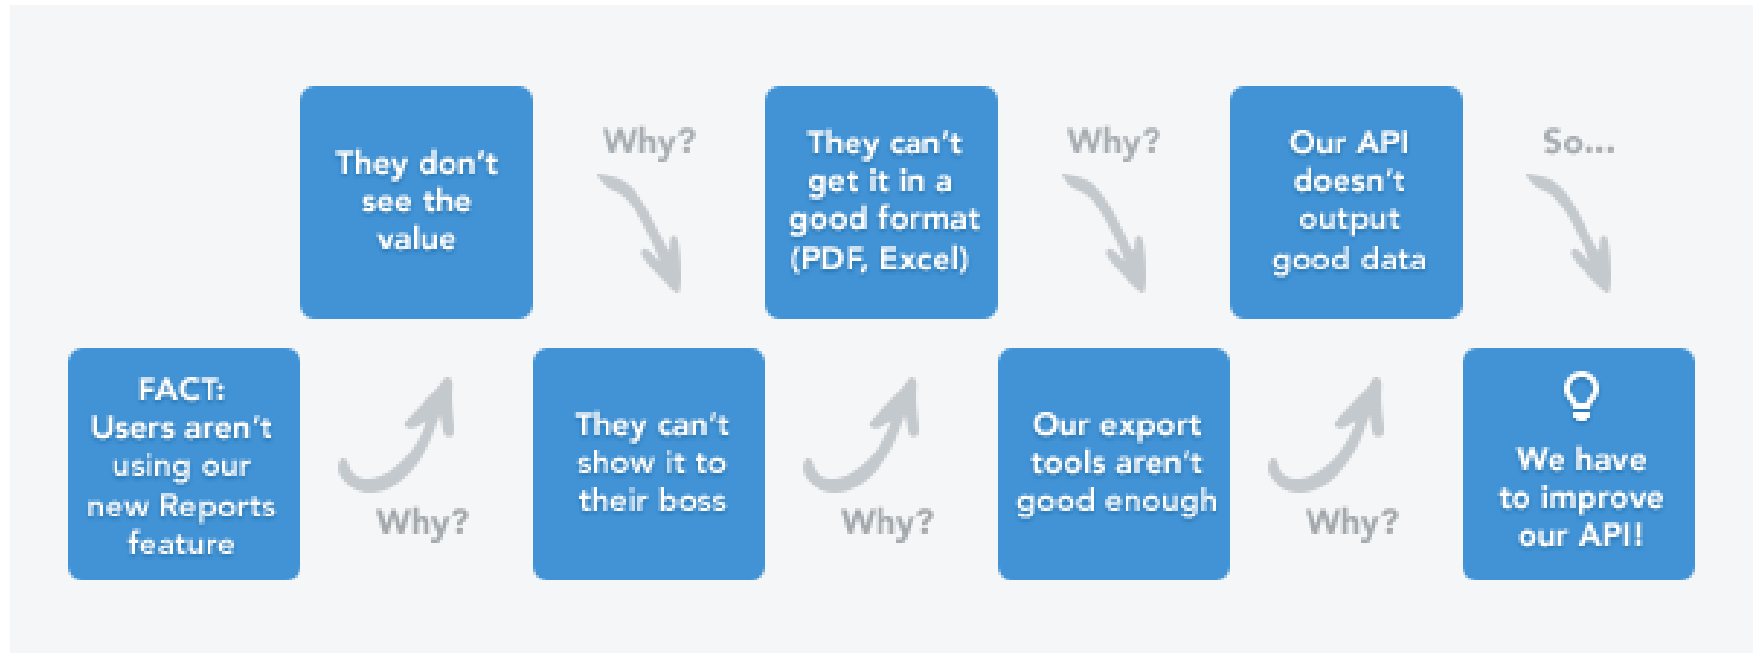 FACT:
Users aren't
using our
new Reports
feature
Why?
They don't
see the
value
Why?
They can't
show it to
their boss
Why?
They can't
get it in a
good format
(PDF, Excel)
Why?
Our export
tools aren't
good enough
Why?
Our API
doesn't
output
good data
So...
We have
to improve
our API!